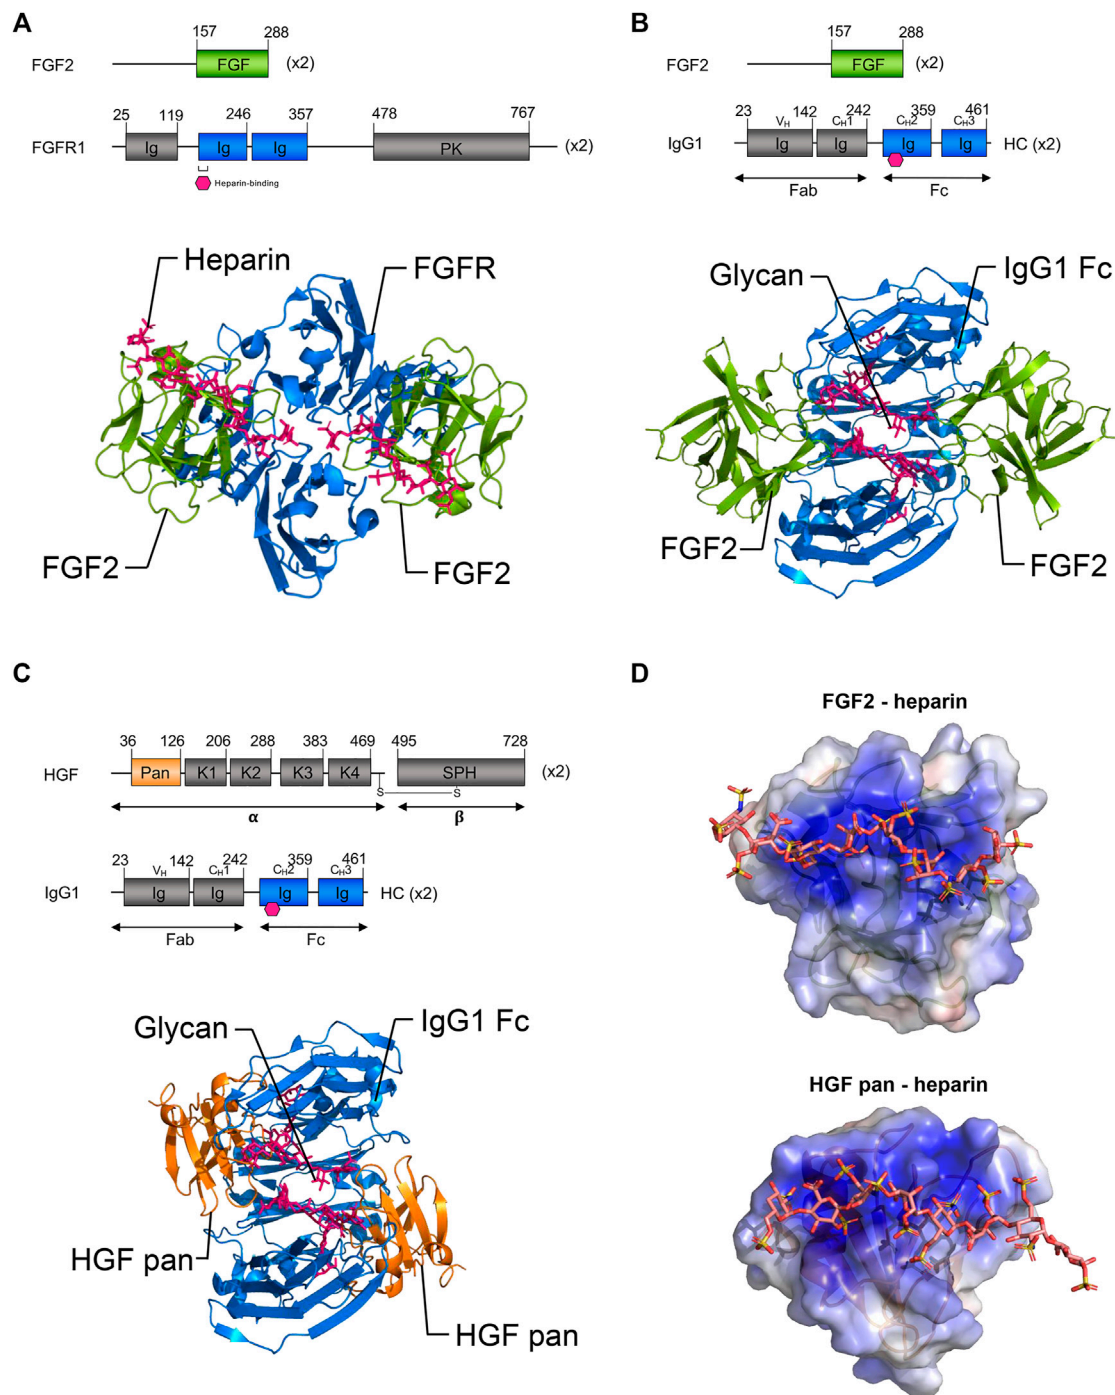 A
157 288
FGF2 FGF (x2)
25 119 246 357 478 767
FGFR1 Ig Ig Ig PK (x2)
Heparin-binding
Heparin
FGFR
FGF2
FGF2
B
157 288
FGF2 FGF (x2)
23 142 242 359 461
VH CH1 CH2 CH3
IgG1 Ig Ig Ig Ig HC (x2)
Fab Fc
Glycan
IgG1 Fc
FGF2
FGF2
C
36 126 206 288 383 469 495 728
HGF Pan K1 K2 K3 K4 SPH (x2)
S S
α β
23 142 242 359 461
VH CH1 CH2 CH3
IgG1 Ig Ig Ig Ig HC (x2)
Fab Fc
Glycan
IgG1 Fc
HGF pan
HGF pan
D
FGF2 - heparin
HGF pan - heparin